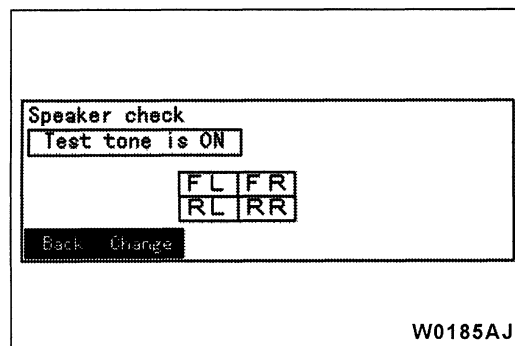 Speaker check
Test tone is ON
FL FR
RL RR
Back Change
W0185AJ